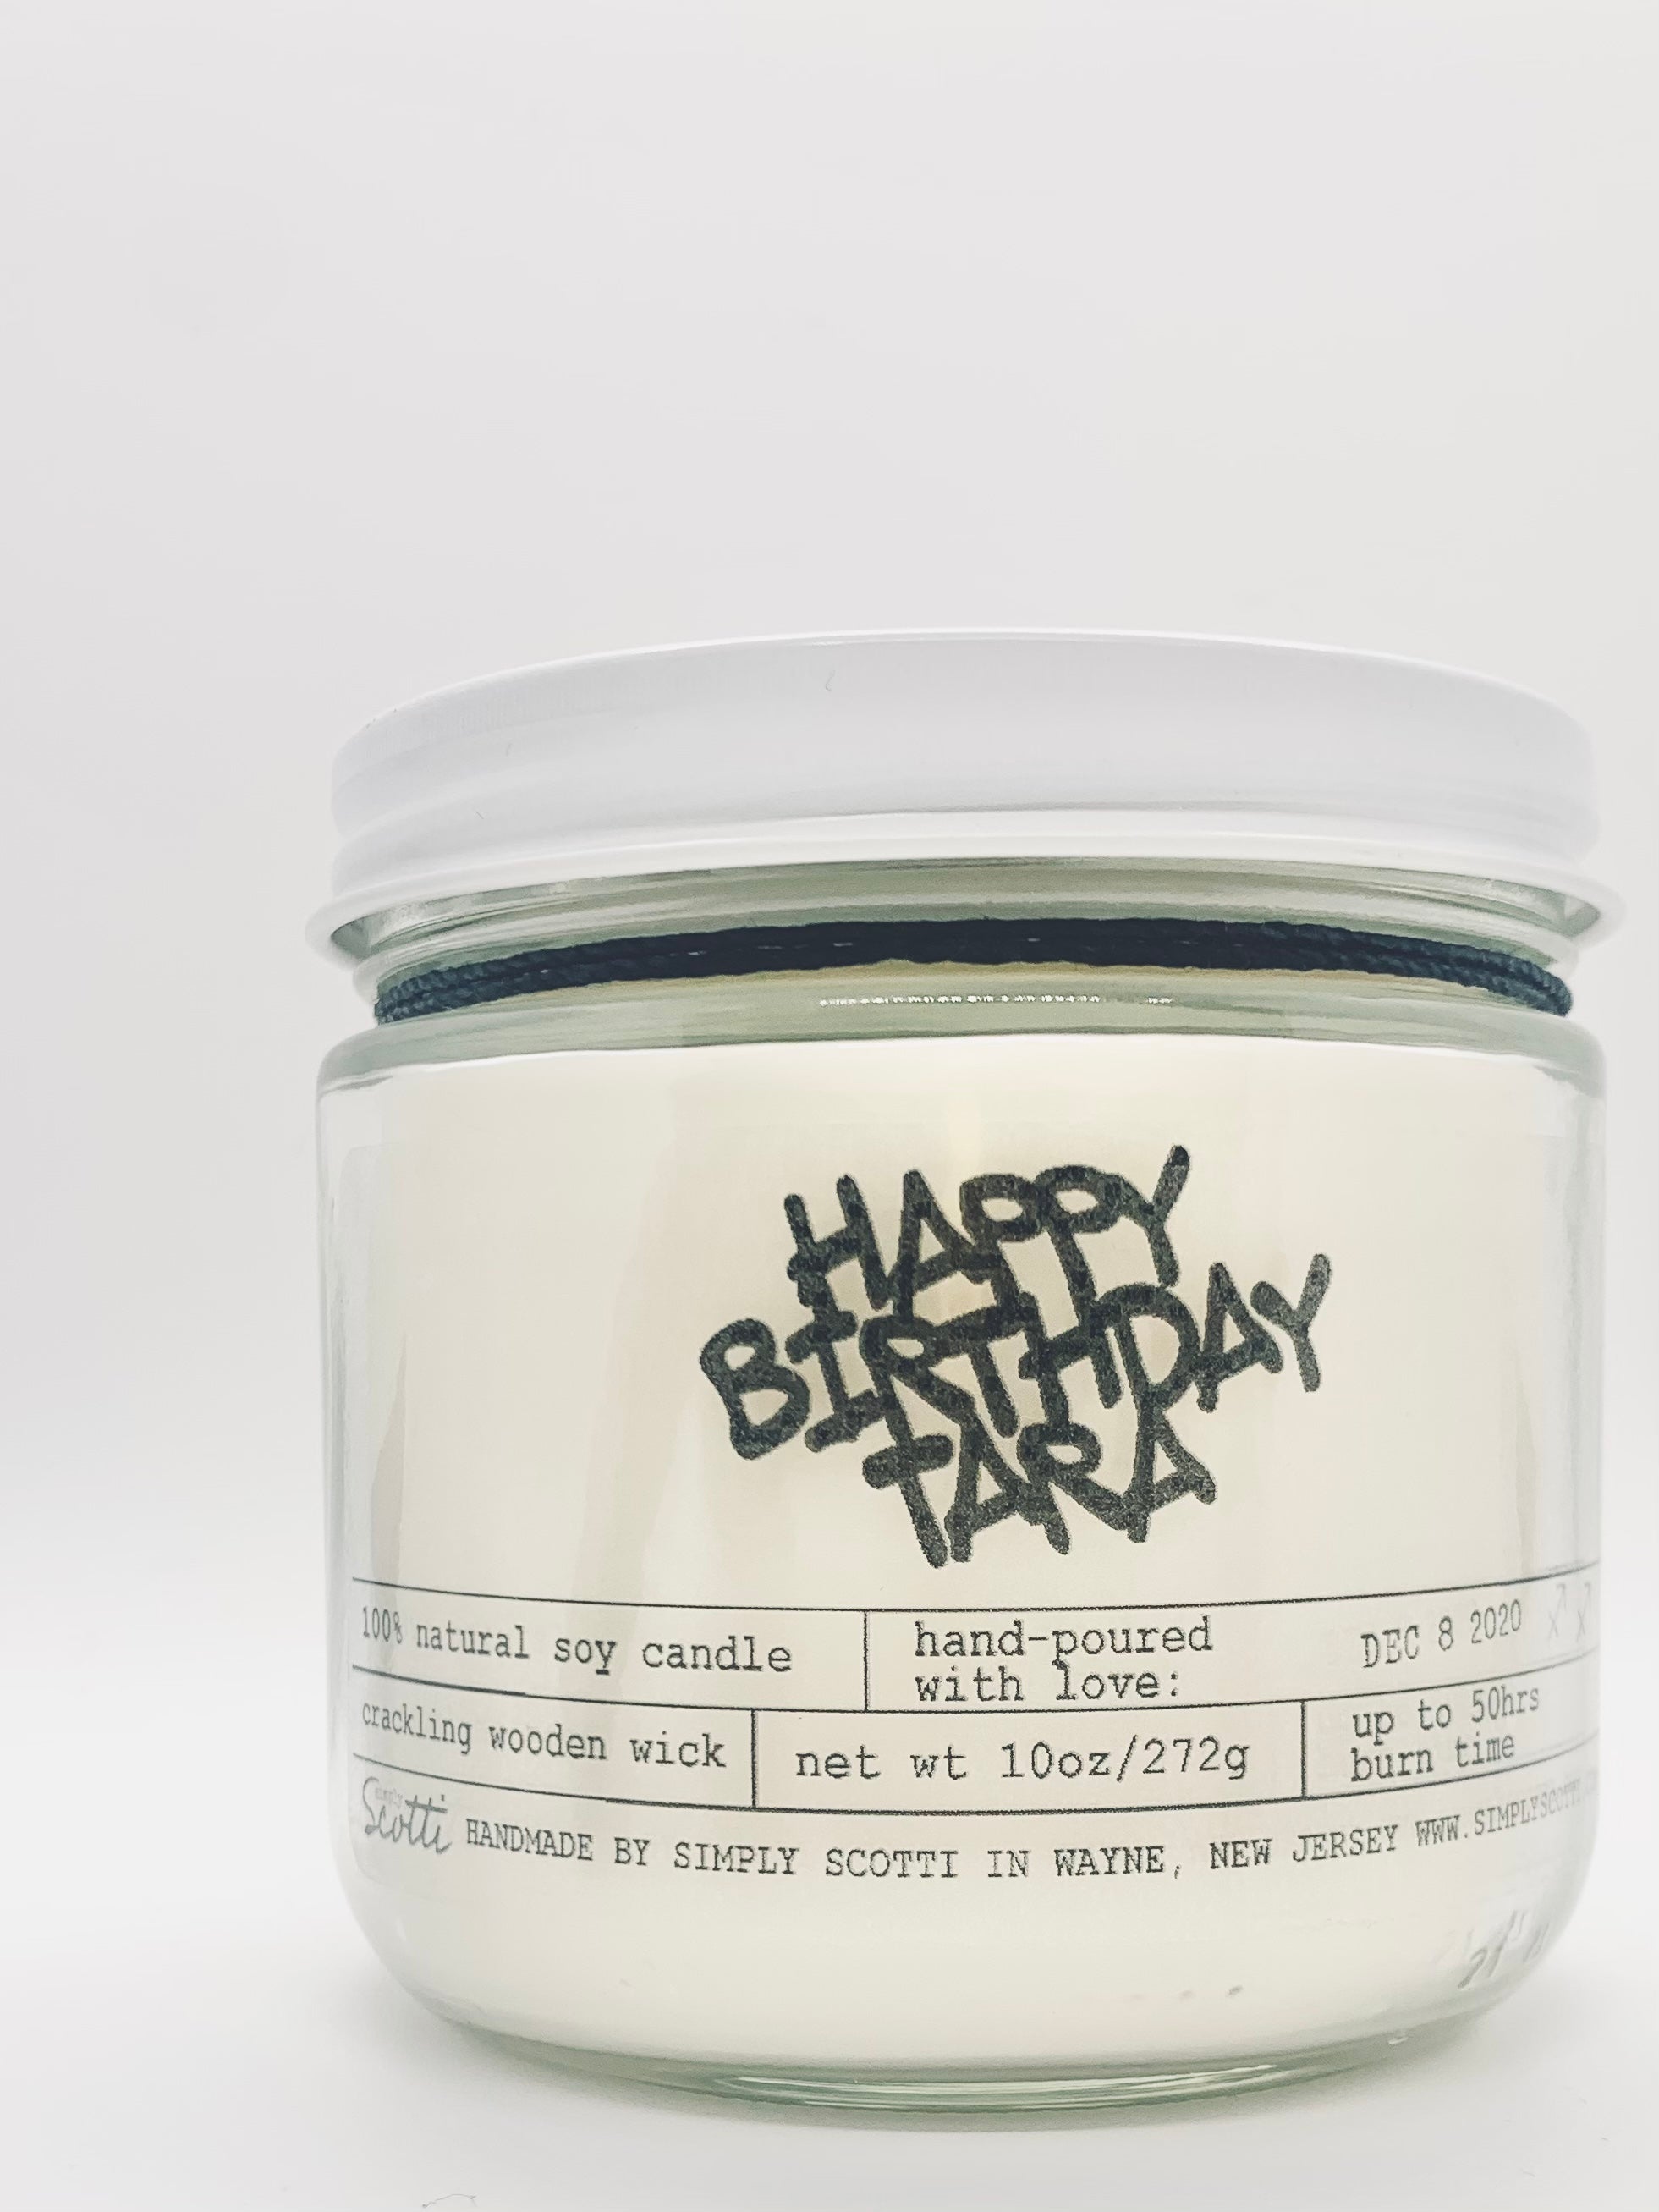 HAPPY
BIRTHDAY
TARA
100% natural soy candle
hand-poured
with love:
DEC 8 2020 ♐ ♐
crackling wooden wick
net wt 10oz/272g
up to 50hrs
burn time
simply
Scotti
HANDMADE BY SIMPLY SCOTTI IN WAYNE, NEW JERSEY